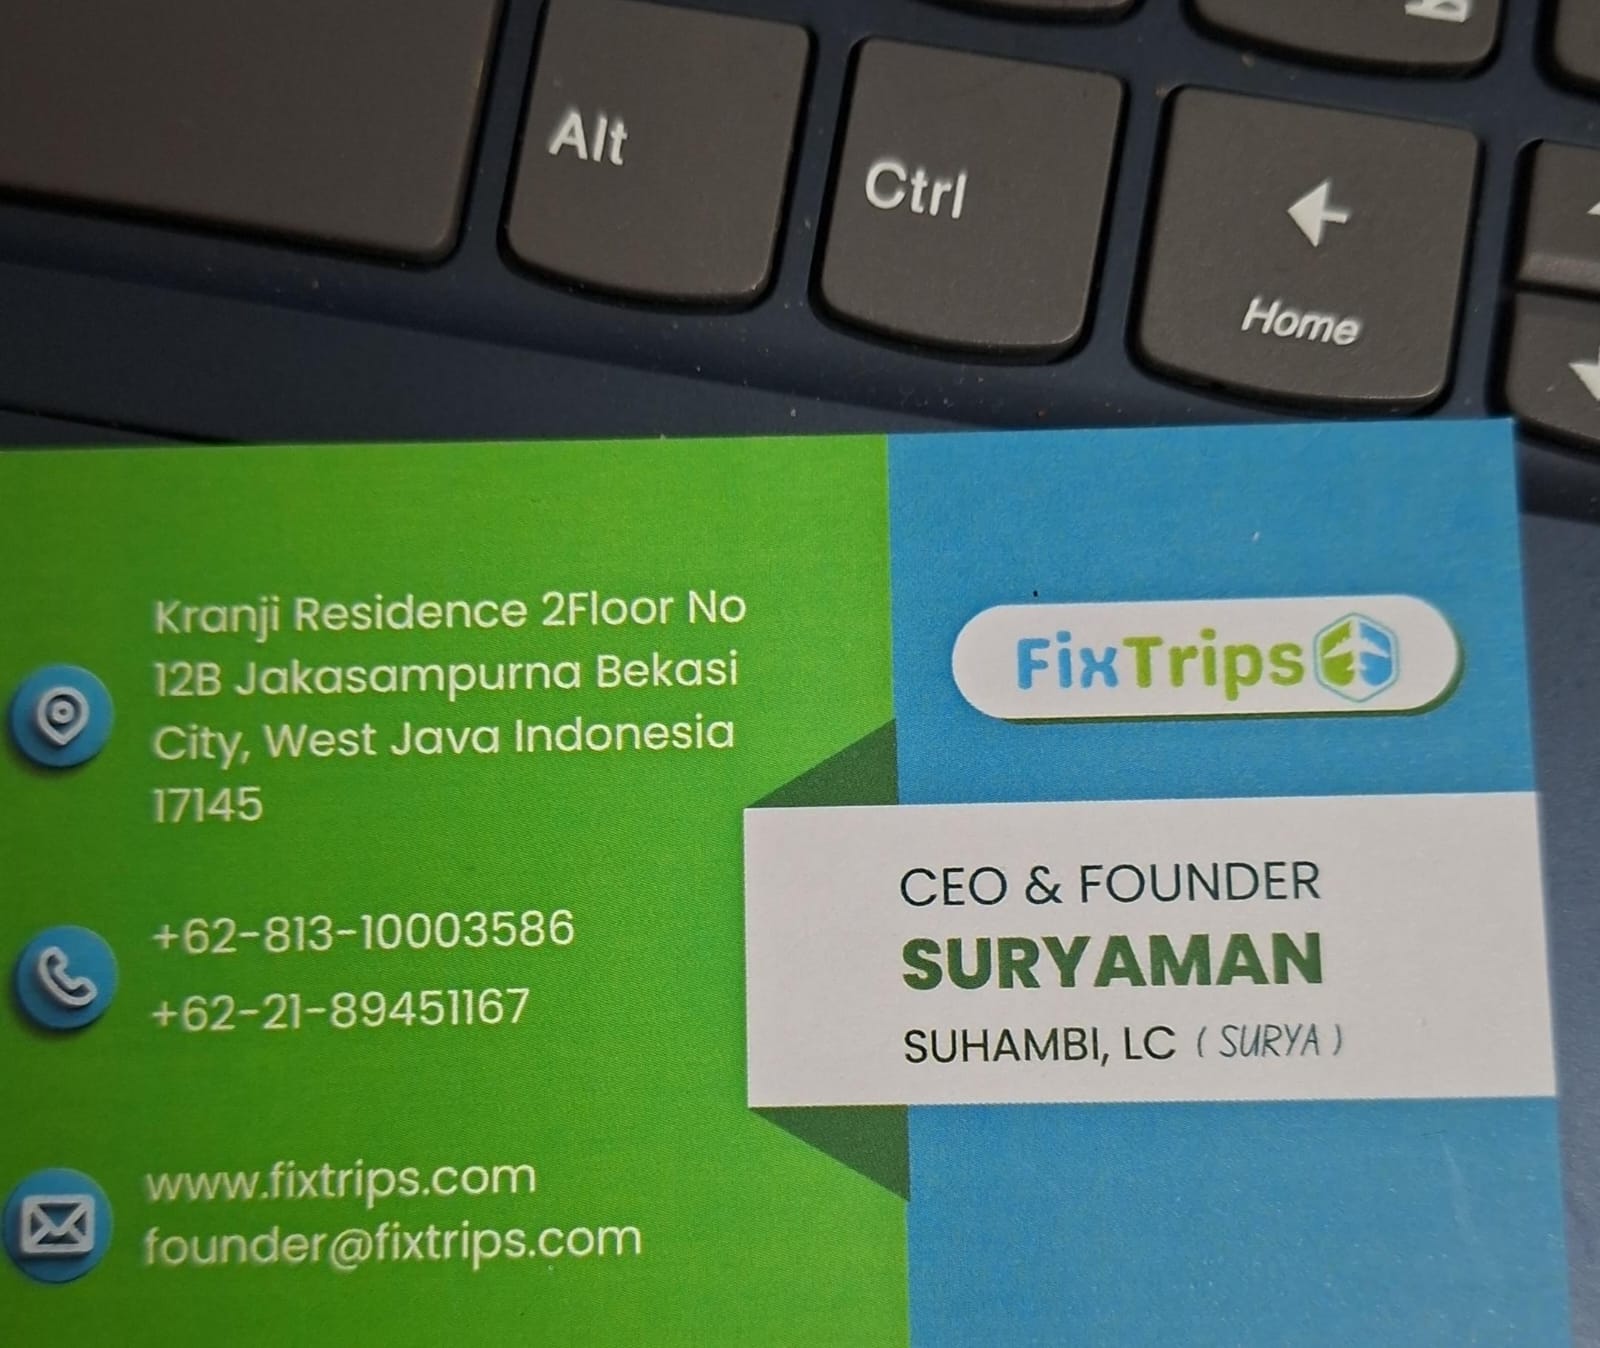 Alt
Ctrl
Home
Kranji Residence 2Floor No
12B Jakasampurna Bekasi
City, West Java Indonesia
17145
+62-813-10003586
+62-21-89451167
www.fixtrips.com
founder@fixtrips.com
FixTrips
CEO & FOUNDER
SURYAMAN
SUHAMBI, LC ( SURYA )